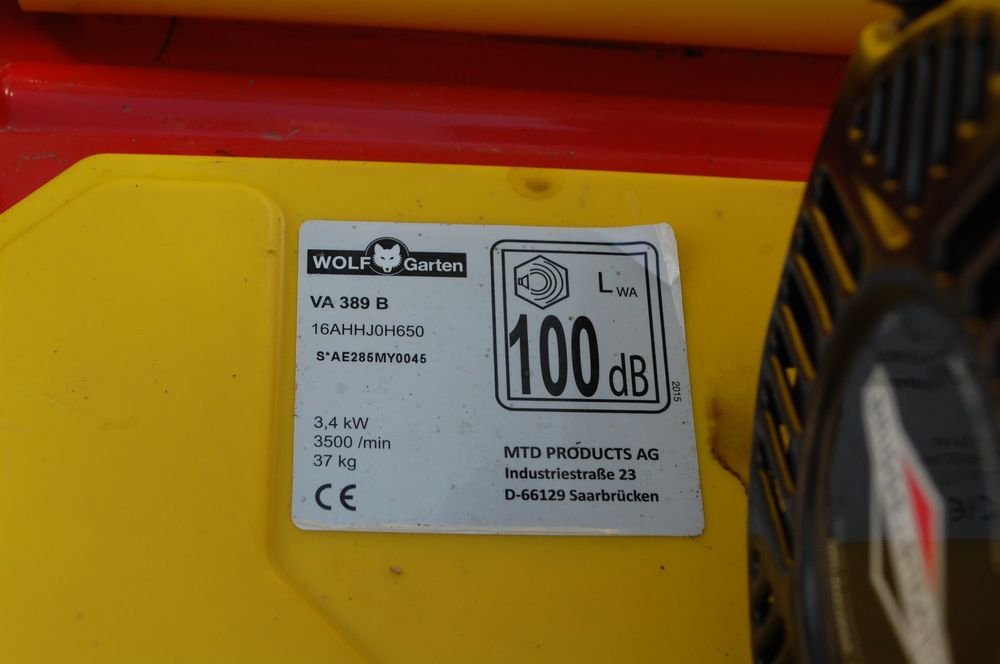 WOLF Garten
VA 389 B
16AHHJ0H650
S*AE285MY0045
3,4 kW
3500 /min
37 kg
CE
LWA
100 dB
2015
MTD PRODUCTS AG
Industriestraße 23
D-66129 Saarbrücken